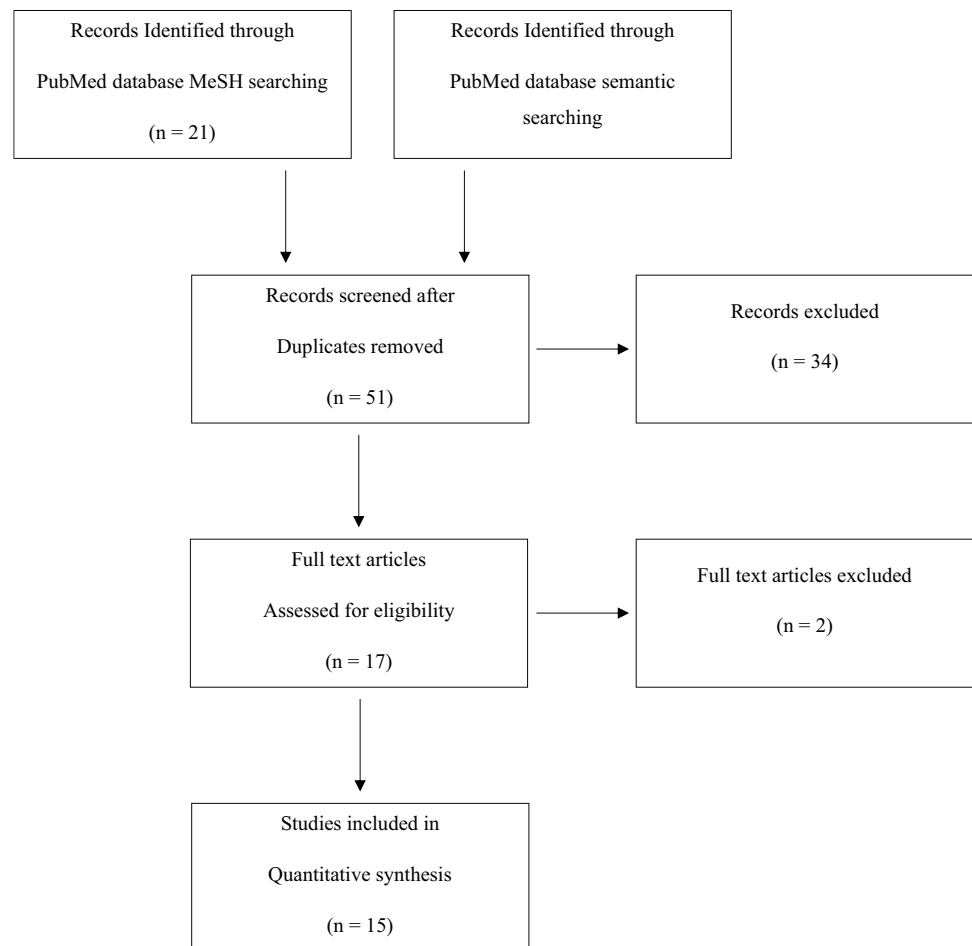 Records Identified through
PubMed database MeSH searching
(n = 21)
Records Identified through
PubMed database semantic
searching
Records screened after
Duplicates removed
(n = 51)
Records excluded
(n = 34)
Full text articles
Assessed for eligibility
(n = 17)
Full text articles excluded
(n = 2)
Studies included in
Quantitative synthesis
(n = 15)